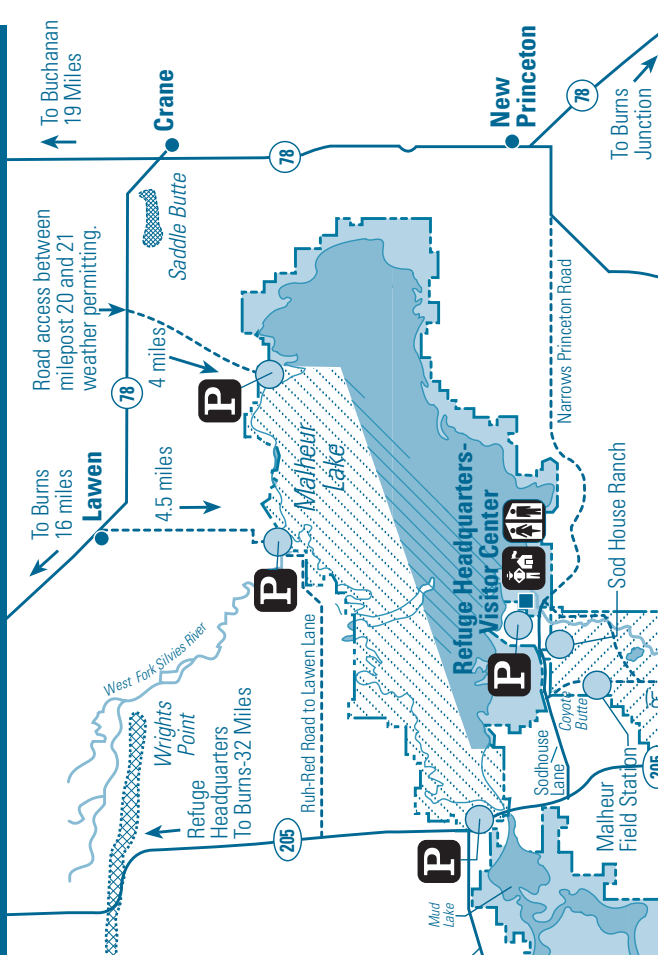 To Buchanan
19 Miles
Crane
New
Princeton
78
To Burns
Junction
78
Road access between
milepost 20 and 21
weather permitting.
Saddle Butte
4 miles
78
P
To Burns
16 miles
Lawen
4.5 miles
Malheur
Lake
P
Narrows Princeton Road
Refuge Headquarters-
Visitor Center
Sod House Ranch
P
West Fork Silvies River
Wrights
Point
Refuge
Headquarters
To Burns-32 Miles
Ruh-Red Road to Lawen Lane
205
Coyote
Butte
Sodhouse
Lane
Malheur
Field Station
205
P
Mud
Lake